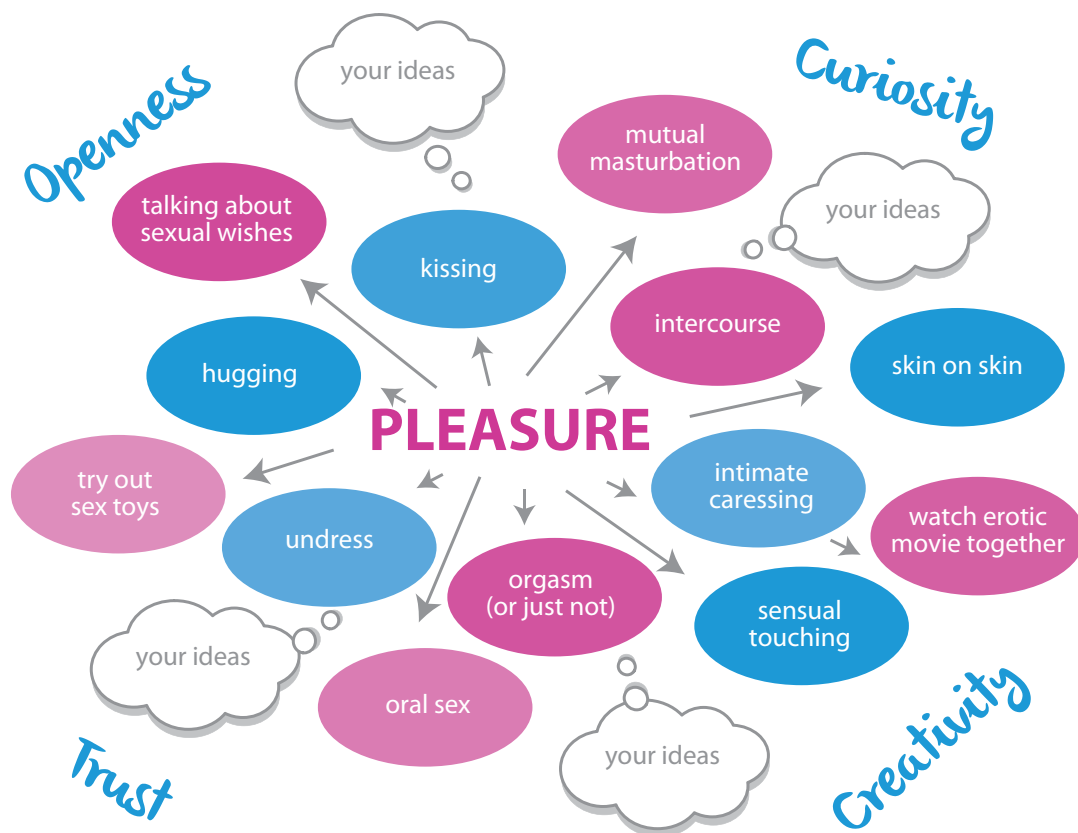 Openness
your ideas
Curiosity
mutual
masturbation
talking about
sexual wishes
your ideas
kissing
intercourse
hugging
skin on skin
PLEASURE
try out
sex toys
intimate
caressing
undress
watch erotic
movie together
orgasm
(or just not)
sensual
touching
your ideas
oral sex
your ideas
Trust
Creativity